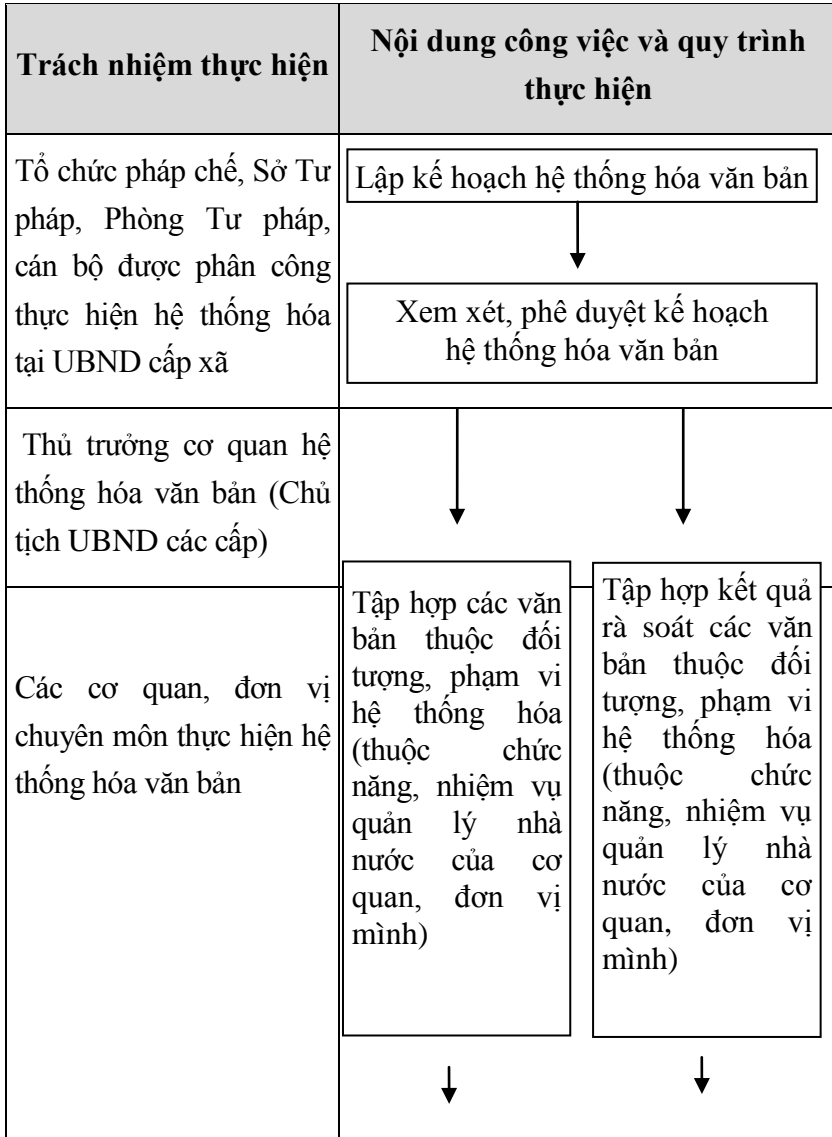 Trách nhiệm thực hiện
Nội dung công việc và quy trình
thực hiện
Tổ chức pháp chế, Sở Tư
pháp, Phòng Tư pháp,
cán bộ được phân công
thực hiện hệ thống hóa
tại UBND cấp xã
Lập kế hoạch hệ thống hóa văn bản
Xem xét, phê duyệt kế hoạch
hệ thống hóa văn bản
Thủ trưởng cơ quan hệ
thống hóa văn bản (Chủ
tịch UBND các cấp)
Các cơ quan, đơn vị
chuyên môn thực hiện hệ
thống hóa văn bản
Tập hợp các văn
bản thuộc đối
tượng, phạm vi
hệ thống hóa
(thuộc chức
năng, nhiệm vụ
quản lý nhà
nước của cơ
quan, đơn vị
mình)
Tập hợp kết quả
rà soát các văn
bản thuộc đối
tượng, phạm vi
hệ thống hóa
(thuộc chức
năng, nhiệm vụ
quản lý nhà
nước của cơ
quan, đơn vị
mình)